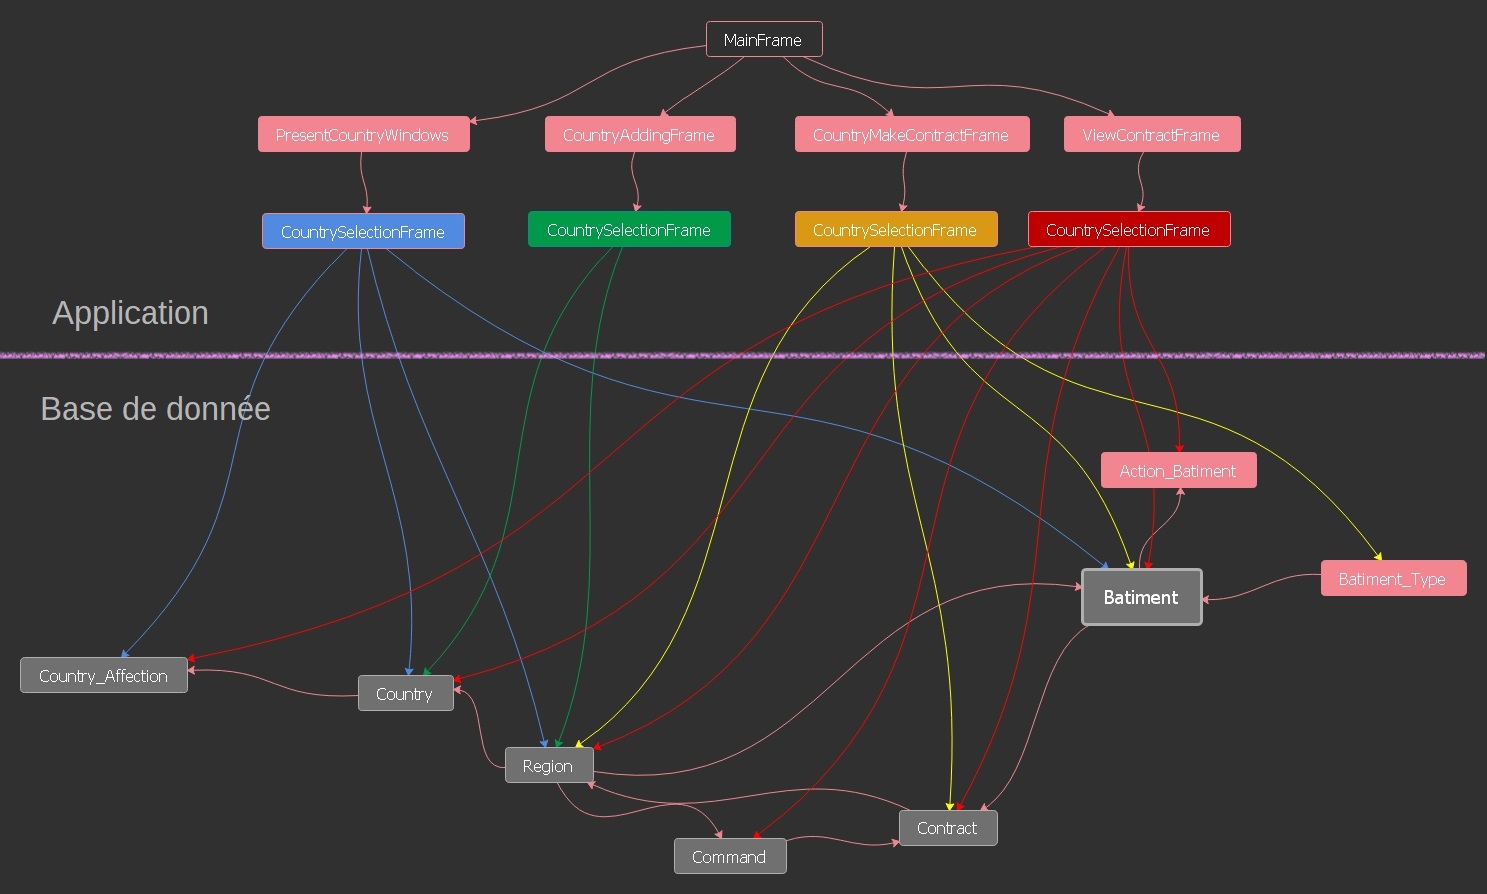 MainFrame
PresentCountryWindows
CountryAddingFrame
CountryMakeContractFrame
ViewContractFrame
CountrySelectionFrame
CountrySelectionFrame
CountrySelectionFrame
CountrySelectionFrame
Application
Base de donnée
Action_Batiment
Batiment_Type
Batiment
Country_Affection
Country
Region
Contract
Command